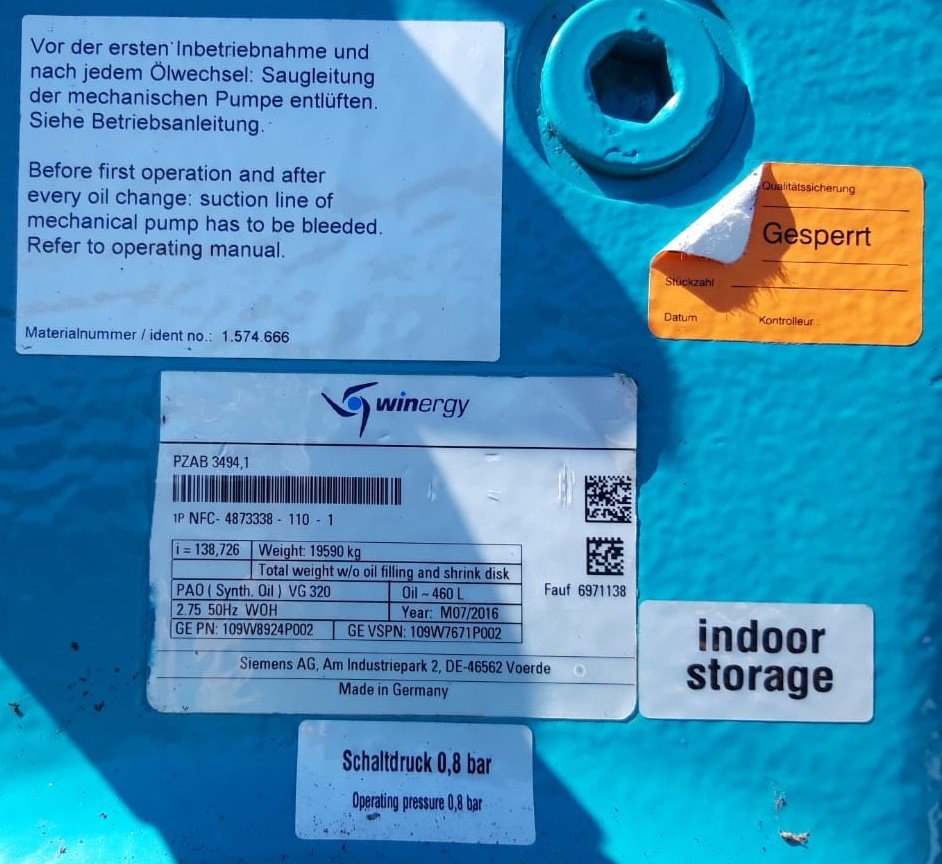 Vor der ersten Inbetriebnahme und
nach jedem Ölwechsel: Saugleitung
der mechanischen Pumpe entlüften.
Siehe Betriebsanleitung.
Before first operation and after
every oil change: suction line of
mechanical pump has to be bleeded.
Refer to operating manual.
Materialnummer / ident no.: 1.574.666
Qualitätssicherung
Gesperrt
Stückzahl
Datum Kontrolleur:
winergy
PZAB 3494,1
1P NFC- 4873338 - 110 - 1
i = 138,726 Weight: 19590 kg
Total weight w/o oil filling and shrink disk
PAO ( Synth. Oil ) VG 320 Oil ~ 460 L
2.75 50Hz WOH Year: M07/2016
GE PN: 109W8924P002 GE VSPN: 109W7671P002
Fauf 6971138
Siemens AG, Am Industriepark 2, DE-46562 Voerde
Made in Germany
indoor
storage
Schaltdruck 0,8 bar
Operating pressure 0,8 bar